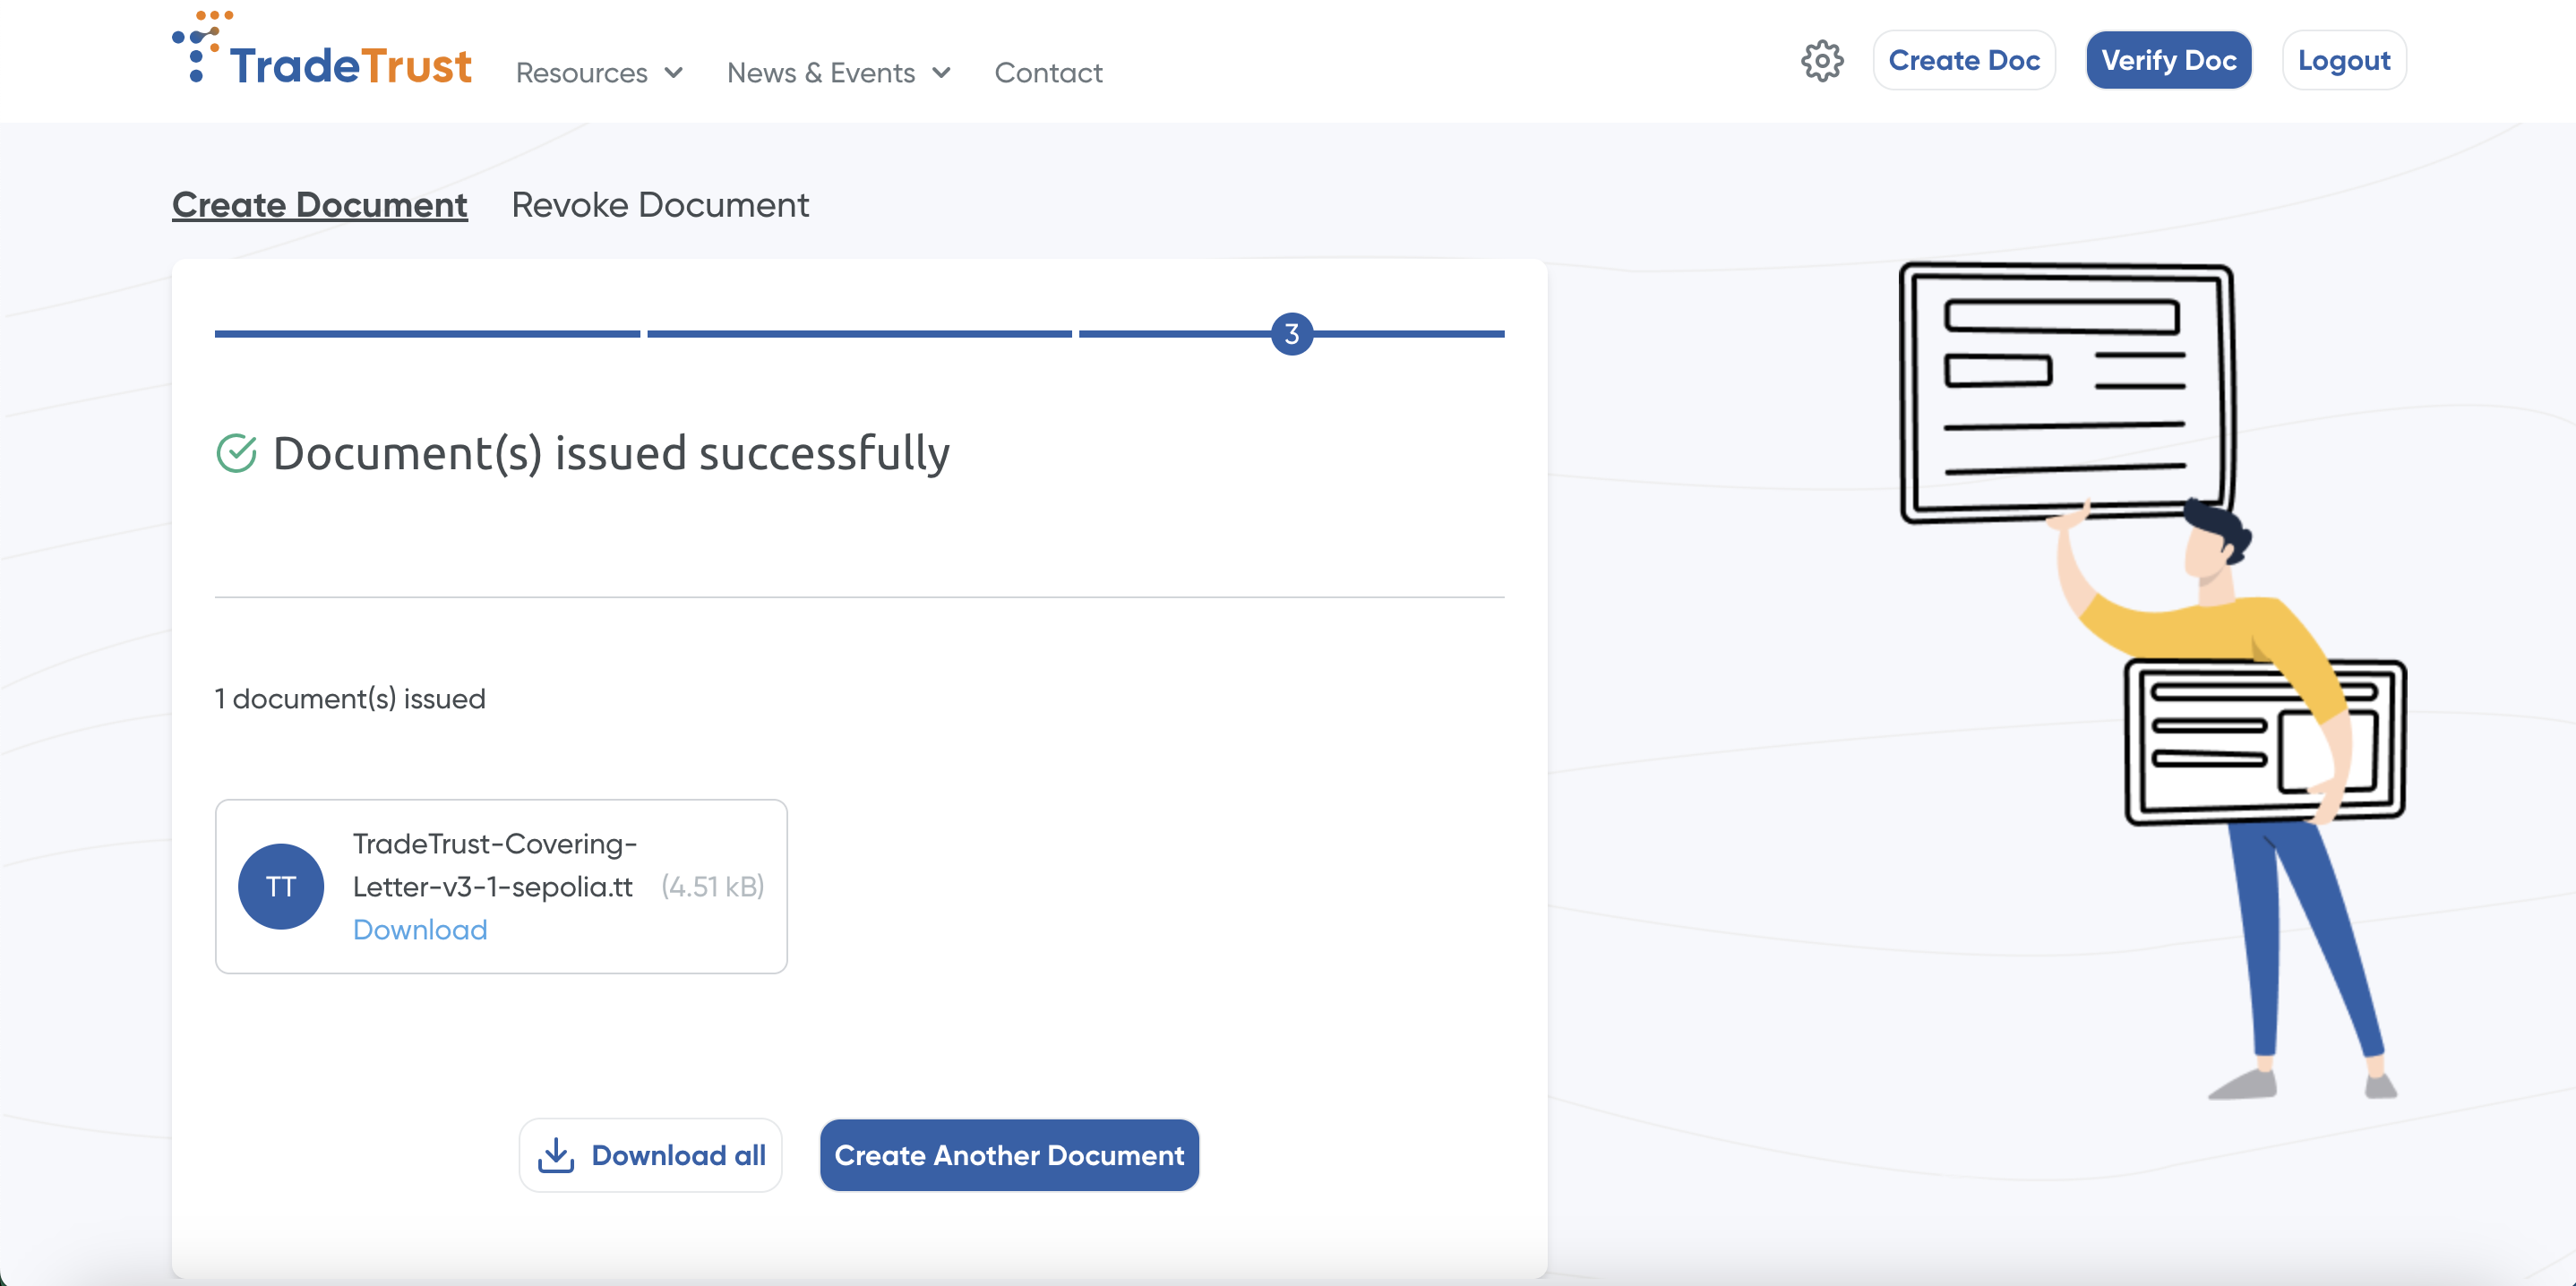 TradeTrust
Resources
News & Events
Contact
Create Doc
Verify Doc
Logout
Create Document
Revoke Document
3
Document(s) issued successfully
1 document(s) issued
TT
TradeTrust-Covering-
Letter-v3-1-sepolia.tt (4.51 kB)
Download
Download all
Create Another Document